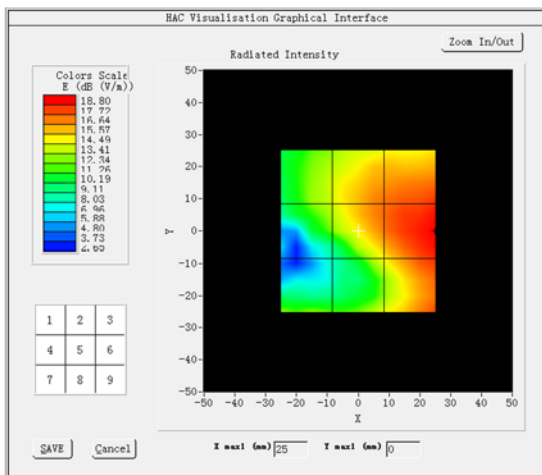 HAC Visualisation Graphical Interface
Zoom In/Out
Radiated Intensity
Colors Scale
E (dB (V/m))
18.80
17.72
16.64
15.57
14.49
13.41
12.34
11.26
10.19
9.11
8.03
6.96
5.88
4.80
3.73
2.65
50
40
30
20
10
0
-10
-20
-30
-40
-50
Y
-50 -40 -30 -20 -10 0 10 20 30 40 50
X
1 2 3
4 5 6
7 8 9
SAVE Cancel
X max1 (mm) 25 Y max1 (mm) 0